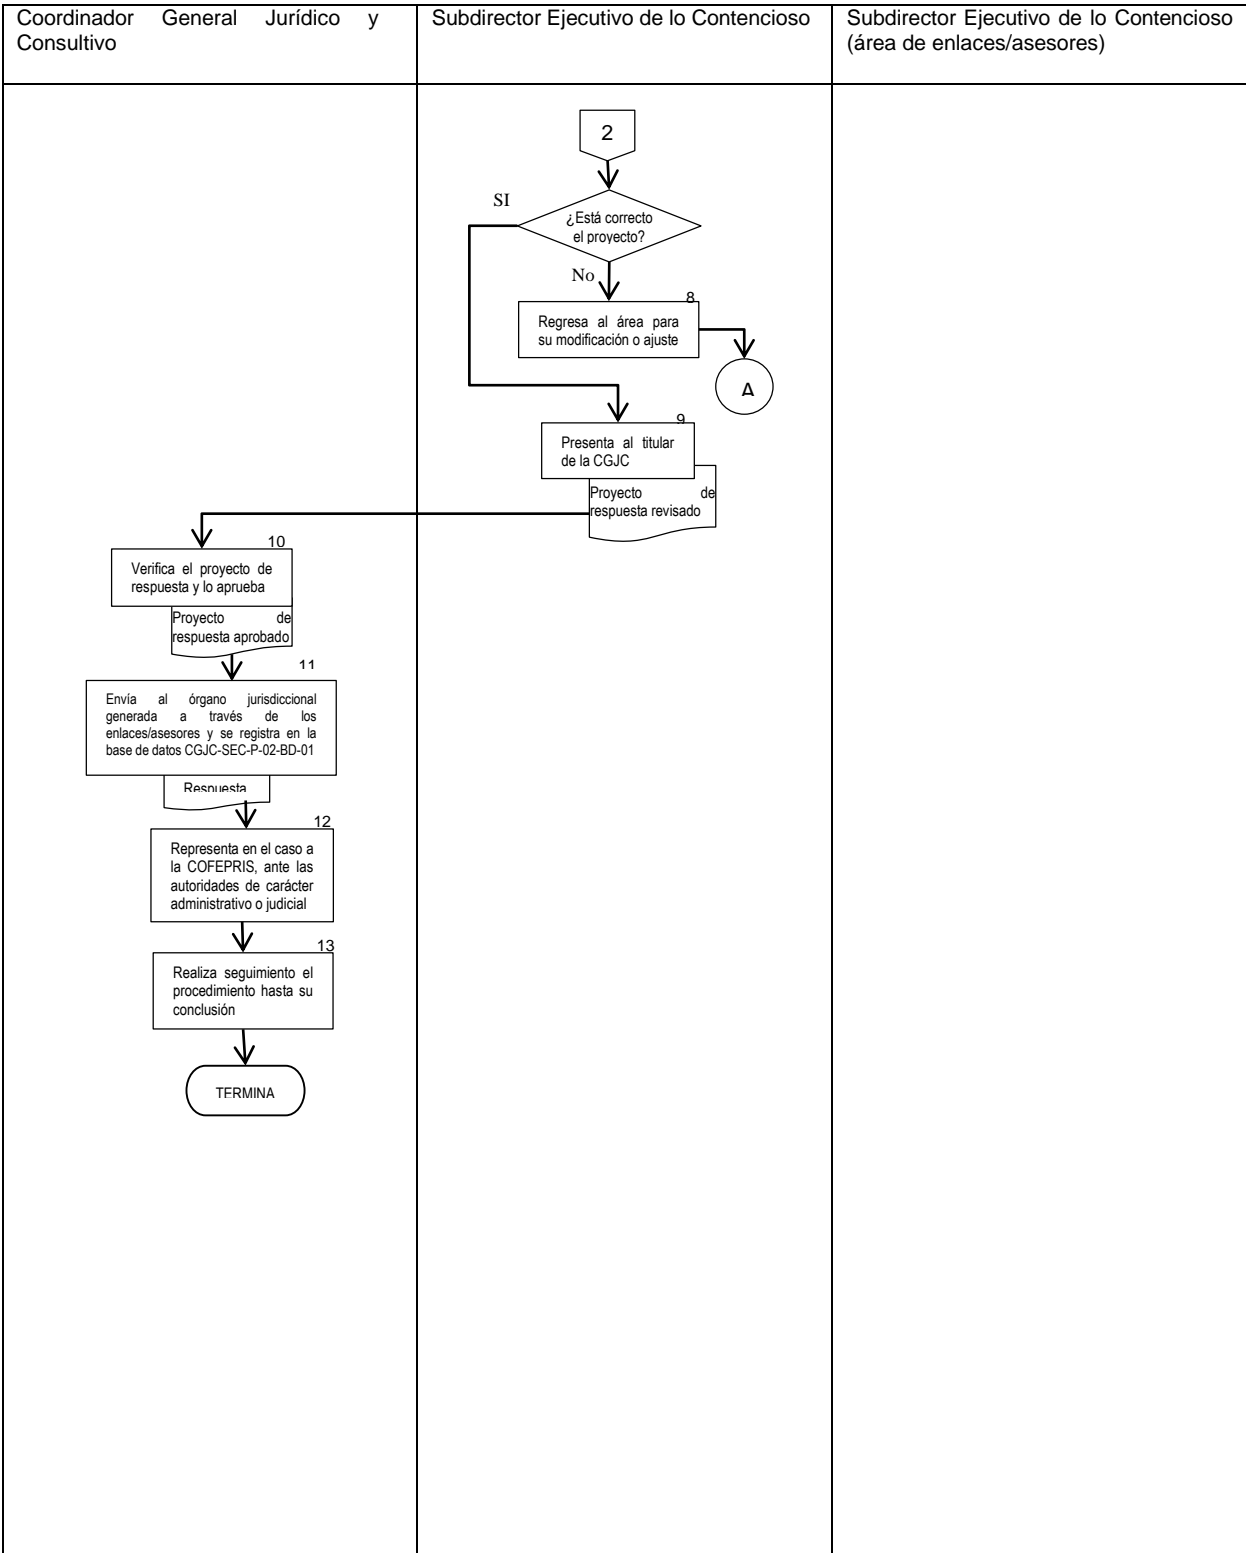 Coordinador General Jurídico y
Consultivo
Subdirector Ejecutivo de lo Contencioso
Subdirector Ejecutivo de lo Contencioso
(área de enlaces/asesores)
2
SI
¿Está correcto
el proyecto?
No
8
Regresa al área para
su modificación o ajuste
A
9
Presenta al titular
de la CGJC
Proyecto de
respuesta revisado
10
Verifica el proyecto de
respuesta y lo aprueba
Proyecto de
respuesta aprobado
11
Envía al órgano jurisdiccional
generada a través de los
enlaces/asesores y se registra en la
base de datos CGJC-SEC-P-02-BD-01
Respuesta
12
Representa en el caso a
la COFEPRIS, ante las
autoridades de carácter
administrativo o judicial
13
Realiza seguimiento el
procedimiento hasta su
conclusión
TERMINA